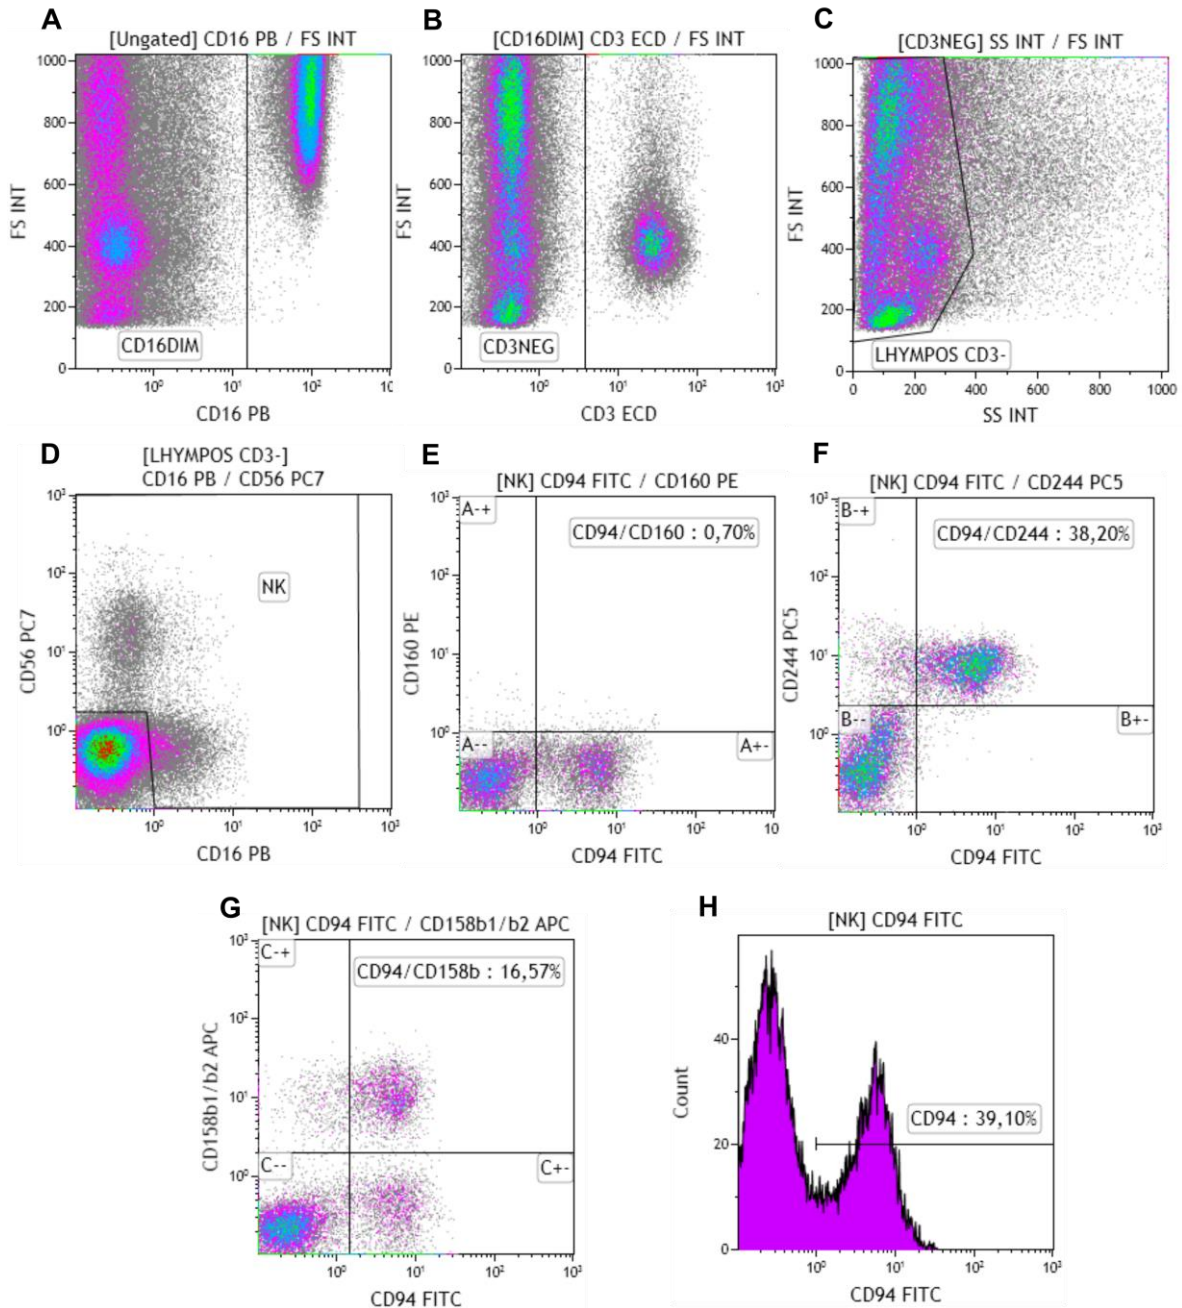 A
[Ungated] CD16 PB / FS INT
1000
800
600
400
200
0
FS INT
CD16DIM
10⁰
10¹
10²
CD16 PB
B
[CD16DIM] CD3 ECD / FS INT
1000
800
600
400
200
0
FS INT
CD3NEG
10⁰
10¹
10²
10³
CD3 ECD
C
[CD3NEG] SS INT / FS INT
1000
800
600
400
200
0
FS INT
LHYMPOS CD3-
0
200
400
600
800
1000
SS INT
D
[LHYMPOS CD3-]
CD16 PB / CD56 PC7
10³
10²
10¹
10⁰
CD56 PC7
NK
10⁰
10¹
10²
10³
CD16 PB
E
[NK] CD94 FITC / CD160 PE
A-+
CD94/CD160 : 0,70%
10³
10²
10¹
10⁰
CD160 PE
A--
A+-
10⁰
10¹
10²
10
CD94 FITC
F
[NK] CD94 FITC / CD244 PC5
B-+
CD94/CD244 : 38,20%
10³
10²
10¹
10⁰
CD244 PC5
B--
B+-
10⁰
10¹
10²
10³
CD94 FITC
G
[NK] CD94 FITC / CD158b1/b2 APC
C-+
CD94/CD158b : 16,57%
10³
10²
10¹
10⁰
CD158b1/b2 APC
C--
C+-
10⁰
10¹
10²
10³
CD94 FITC
H
[NK] CD94 FITC
40
20
0
Count
CD94 : 39,10%
10⁰
10¹
10²
10³
CD94 FITC